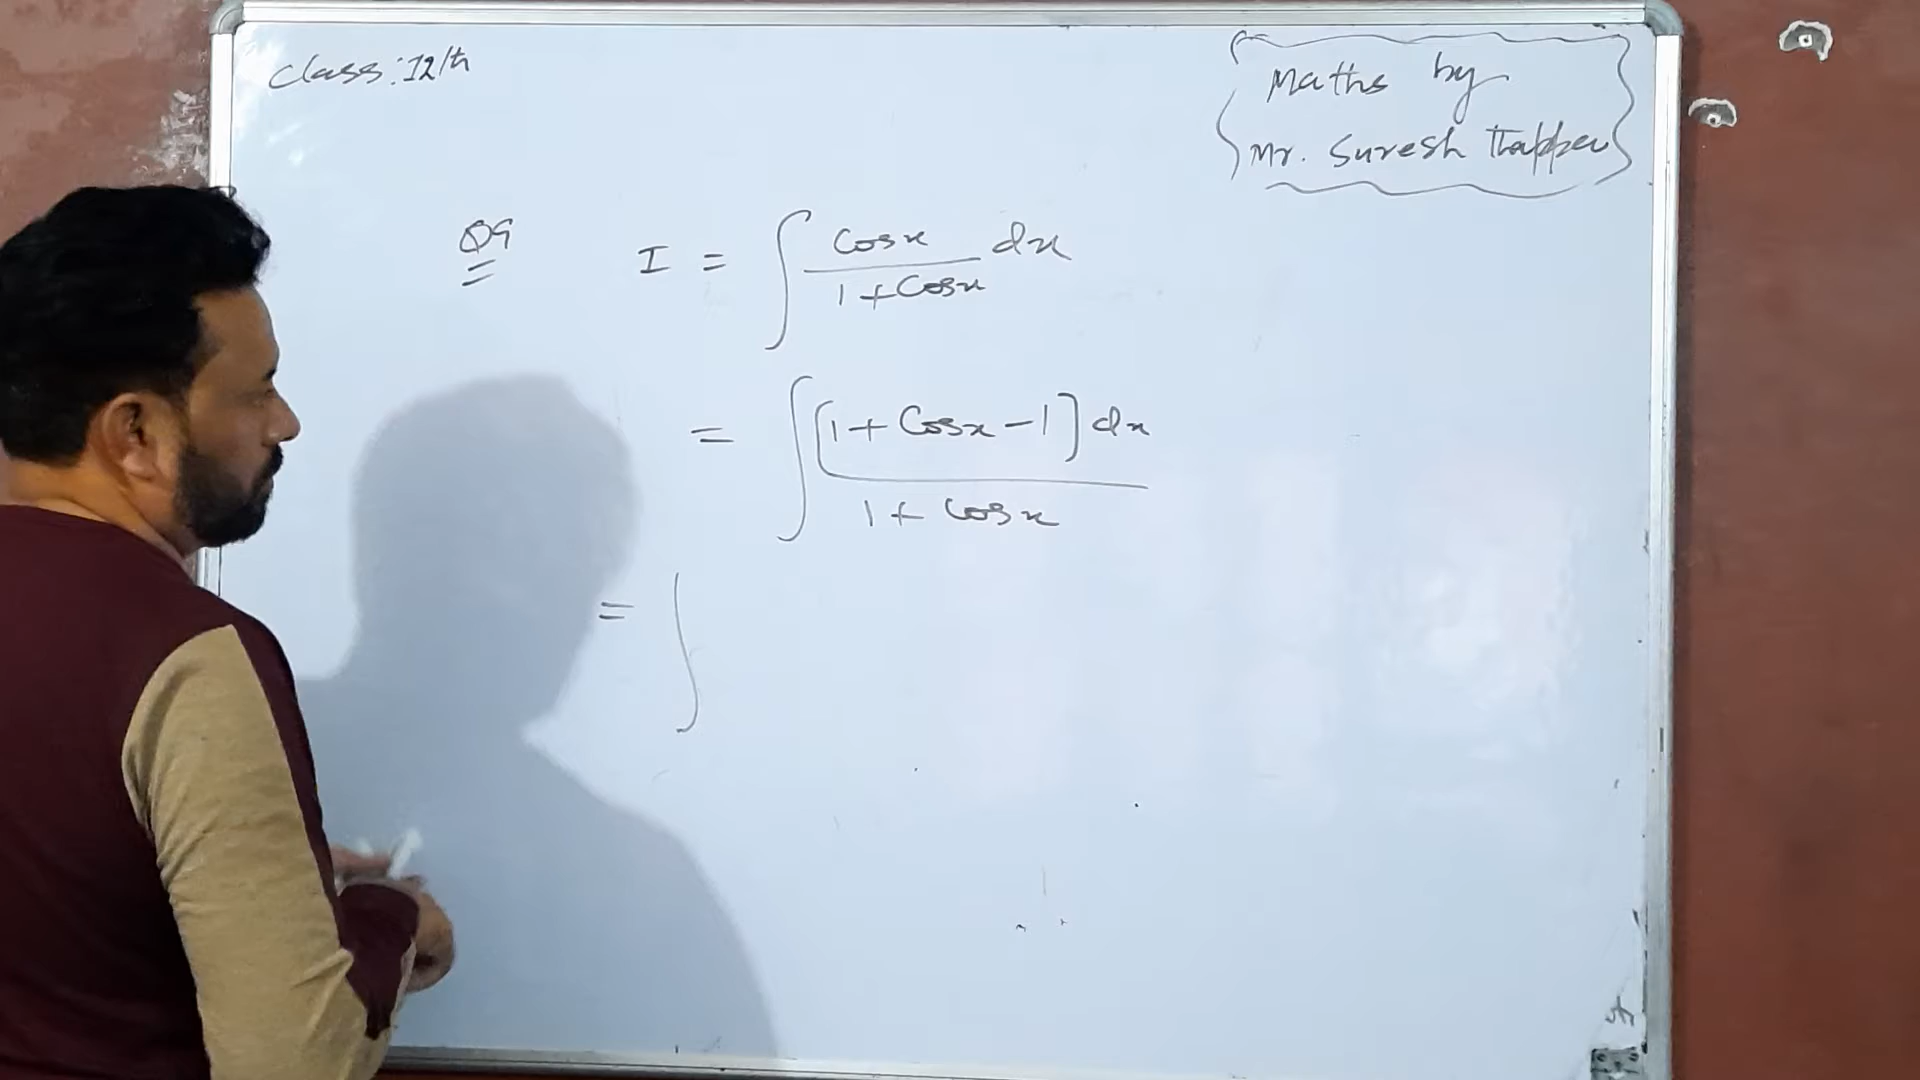 Class: 12th
Maths by
Mr. Suresh Thapper
Q9 I = ∫ Cosx / 1 + Cosx dx
= ∫ [1 + Cosx - 1] dx / 1 + Cosx
= ∫